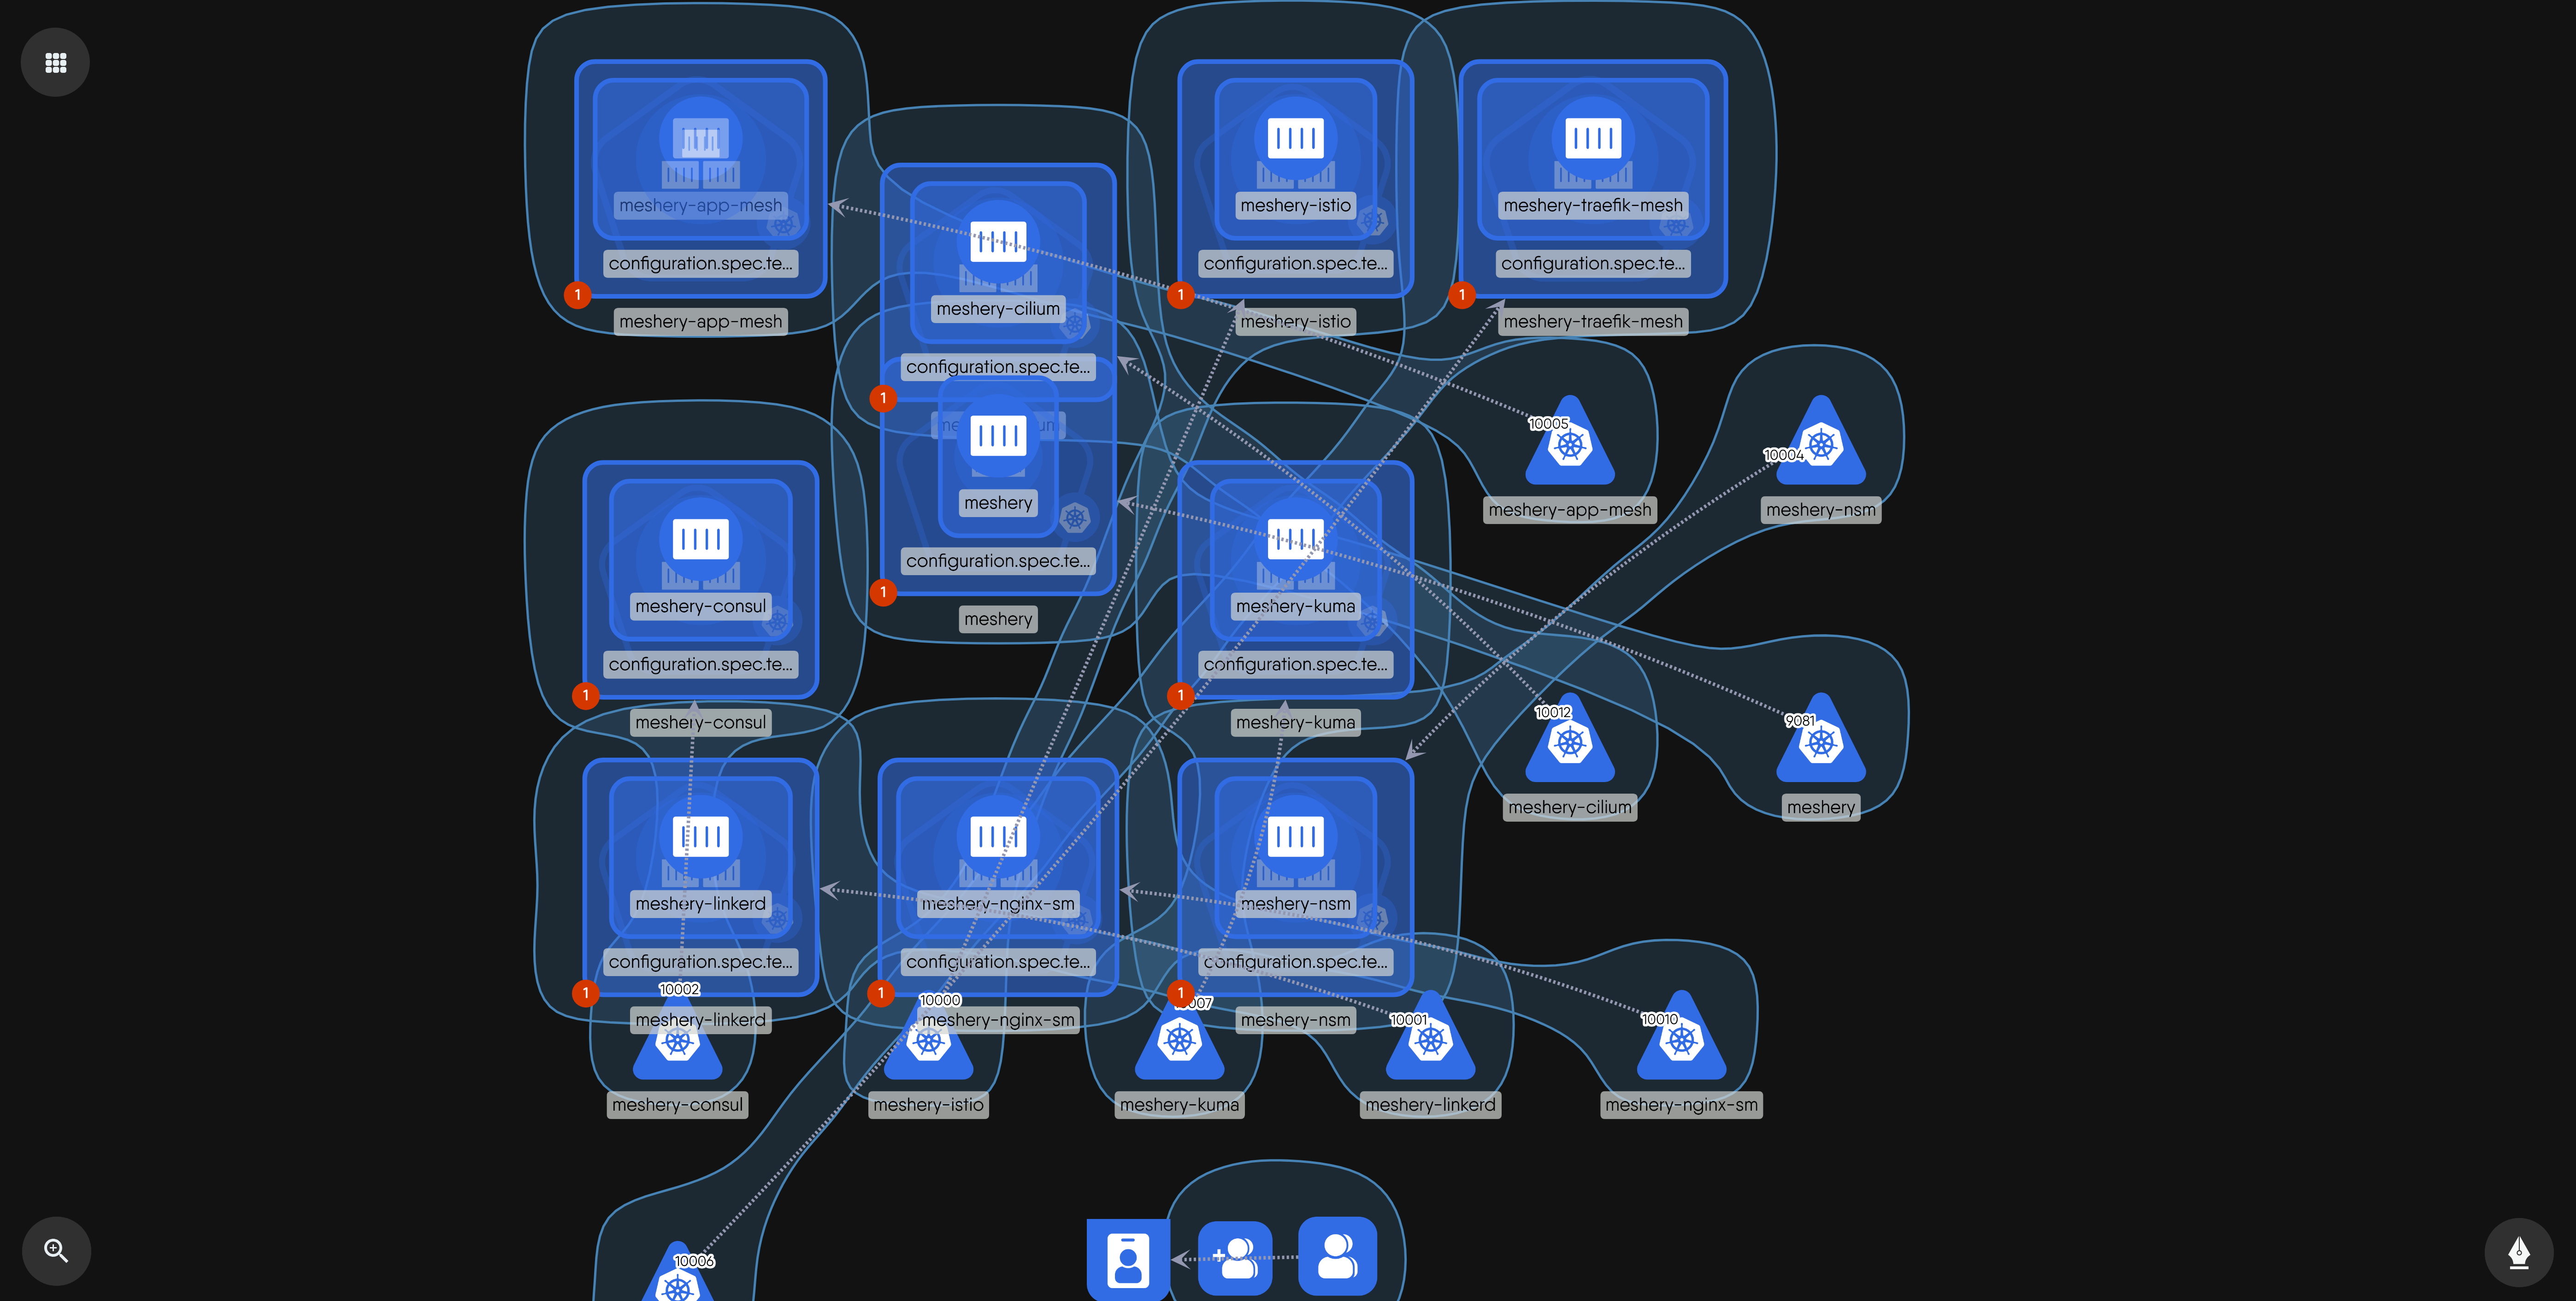 meshery-app-mesh
configuration.spec.te...
1
meshery-app-mesh
meshery-cilium
configuration.spec.te...
1
meshery
configuration.spec.te...
1
meshery
meshery-istio
configuration.spec.te...
1
meshery-istio
meshery-traefik-mesh
configuration.spec.te...
1
meshery-traefik-mesh
10005
meshery-app-mesh
10004
meshery-nsm
meshery-consul
configuration.spec.te...
1
meshery-consul
meshery-kuma
configuration.spec.te...
1
meshery-kuma
10012
meshery-cilium
9081
meshery
meshery-linkerd
configuration.spec.te...
1
meshery-linkerd
meshery-nginx-sm
configuration.spec.te...
1
meshery-nginx-sm
meshery-nsm
configuration.spec.te...
1
meshery-nsm
10002
meshery-consul
10000
meshery-istio
meshery-kuma
10001
meshery-linkerd
10010
meshery-nginx-sm
10006